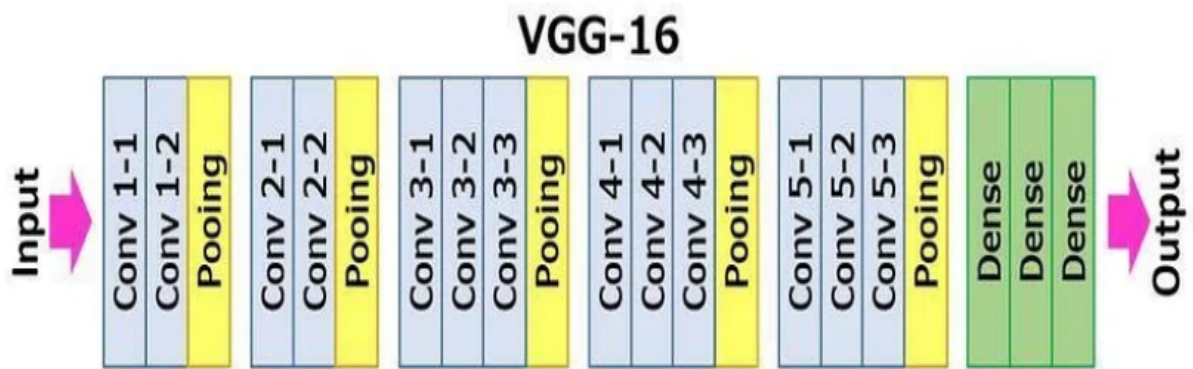 VGG-16
Input
Conv 1-1
Conv 1-2
Pooing
Conv 2-1
Conv 2-2
Pooing
Conv 3-1
Conv 3-2
Conv 3-3
Pooing
Conv 4-1
Conv 4-2
Conv 4-3
Pooing
Conv 5-1
Conv 5-2
Conv 5-3
Pooing
Dense
Dense
Dense
Output